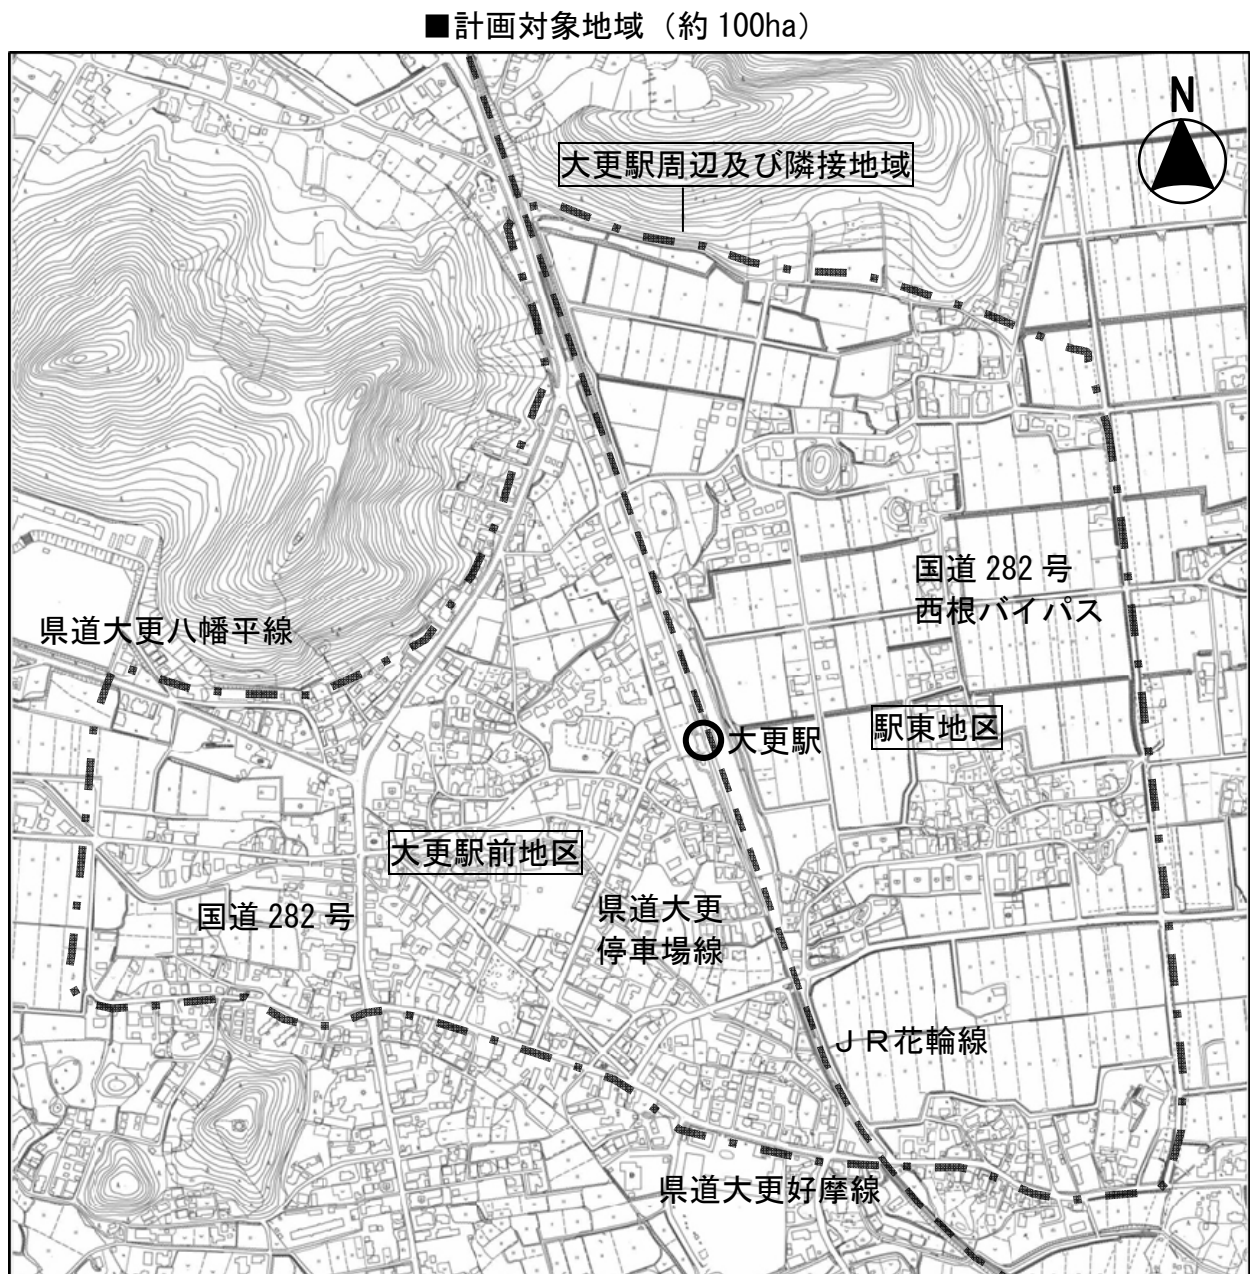 ■計画対象地域（約100ha）
N
大更駅周辺及び隣接地域
国道282号
西根バイパス
県道大更八幡平線
駅東地区
大更駅
大更駅前地区
県道大更
停車場線
国道282号
ＪＲ花輪線
県道大更好摩線